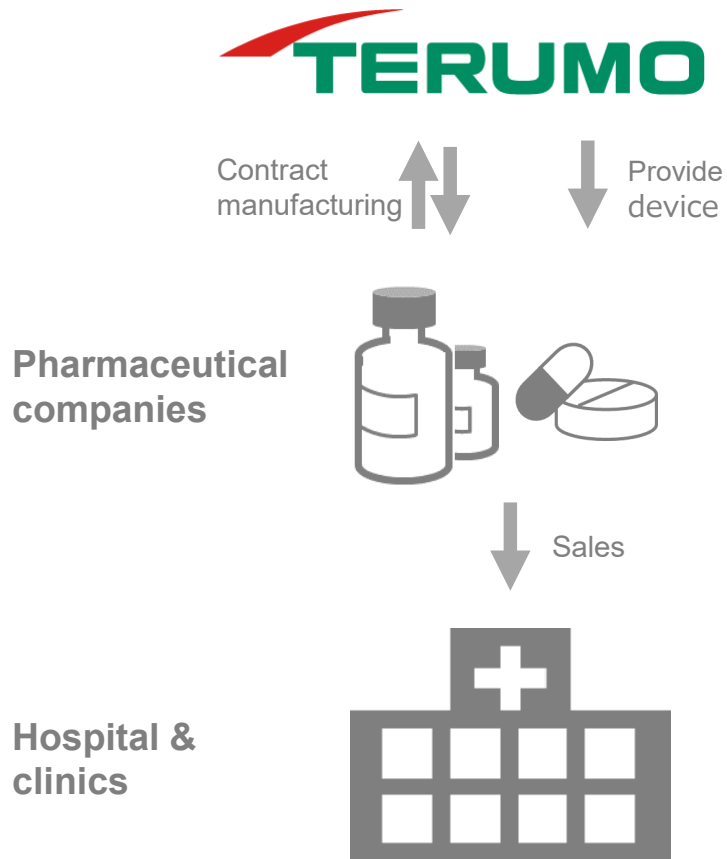 TERUMO
Contract
manufacturing
Provide
device
Pharmaceutical
companies
Sales
Hospital &
clinics